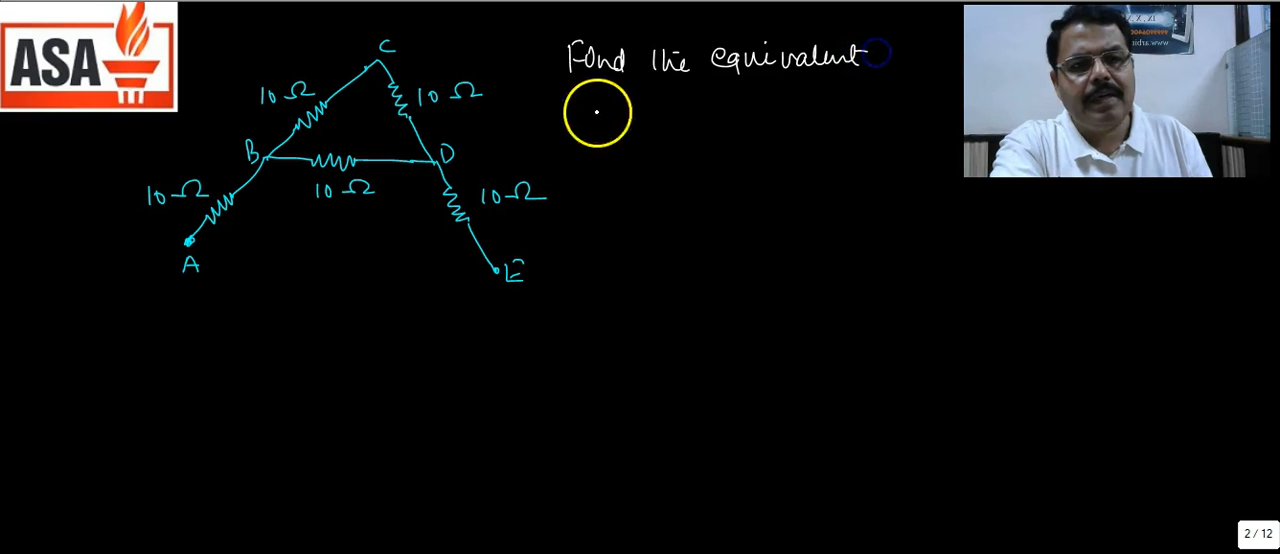 ASA
C
10 Ω
10 Ω
B
D
10 Ω
10 Ω
10 Ω
A
E
Find the equivalent
2 / 12